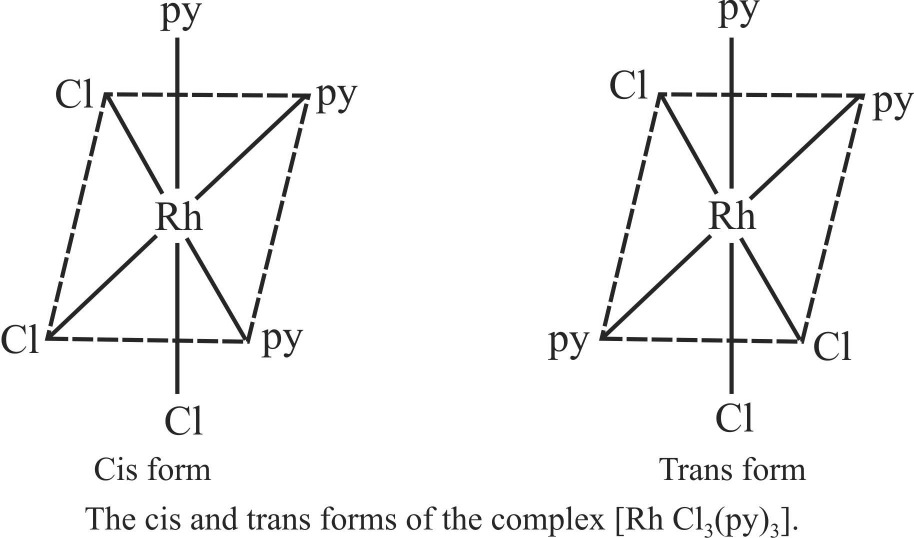 py py
Cl py Cl py
Rh Rh
Cl py py Cl
Cl Cl
Cis form Trans form
The cis and trans forms of the complex [Rh Cl₃(py)₃].